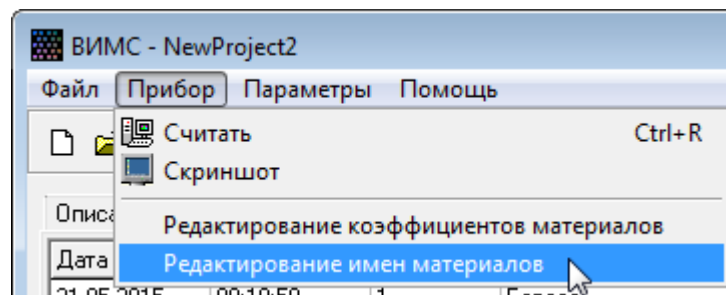 ВИМС - NewProject2
Файл Прибор Параметры Помощь
Считать Ctrl+R
Скриншот
Редактирование коэффициентов материалов
Дата Редактирование имен материалов